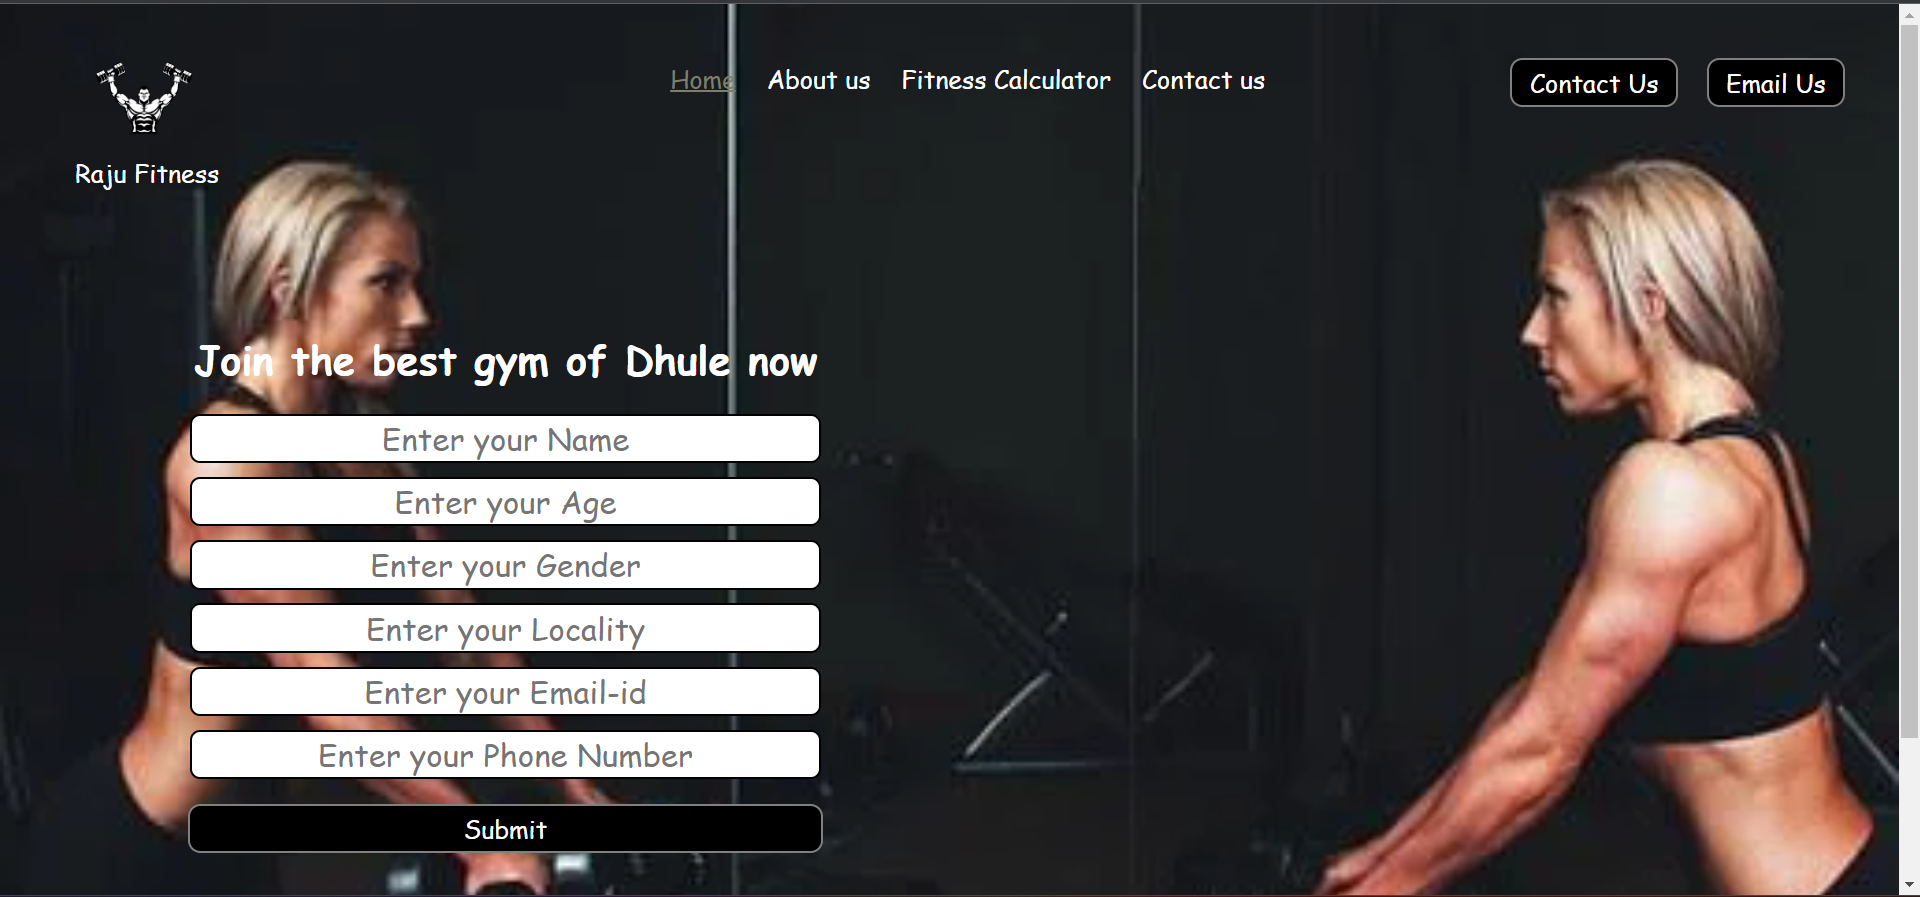 Raju Fitness
Home About us Fitness Calculator Contact us
Contact Us Email Us
Join the best gym of Dhule now
Enter your Name
Enter your Age
Enter your Gender
Enter your Locality
Enter your Email-id
Enter your Phone Number
Submit